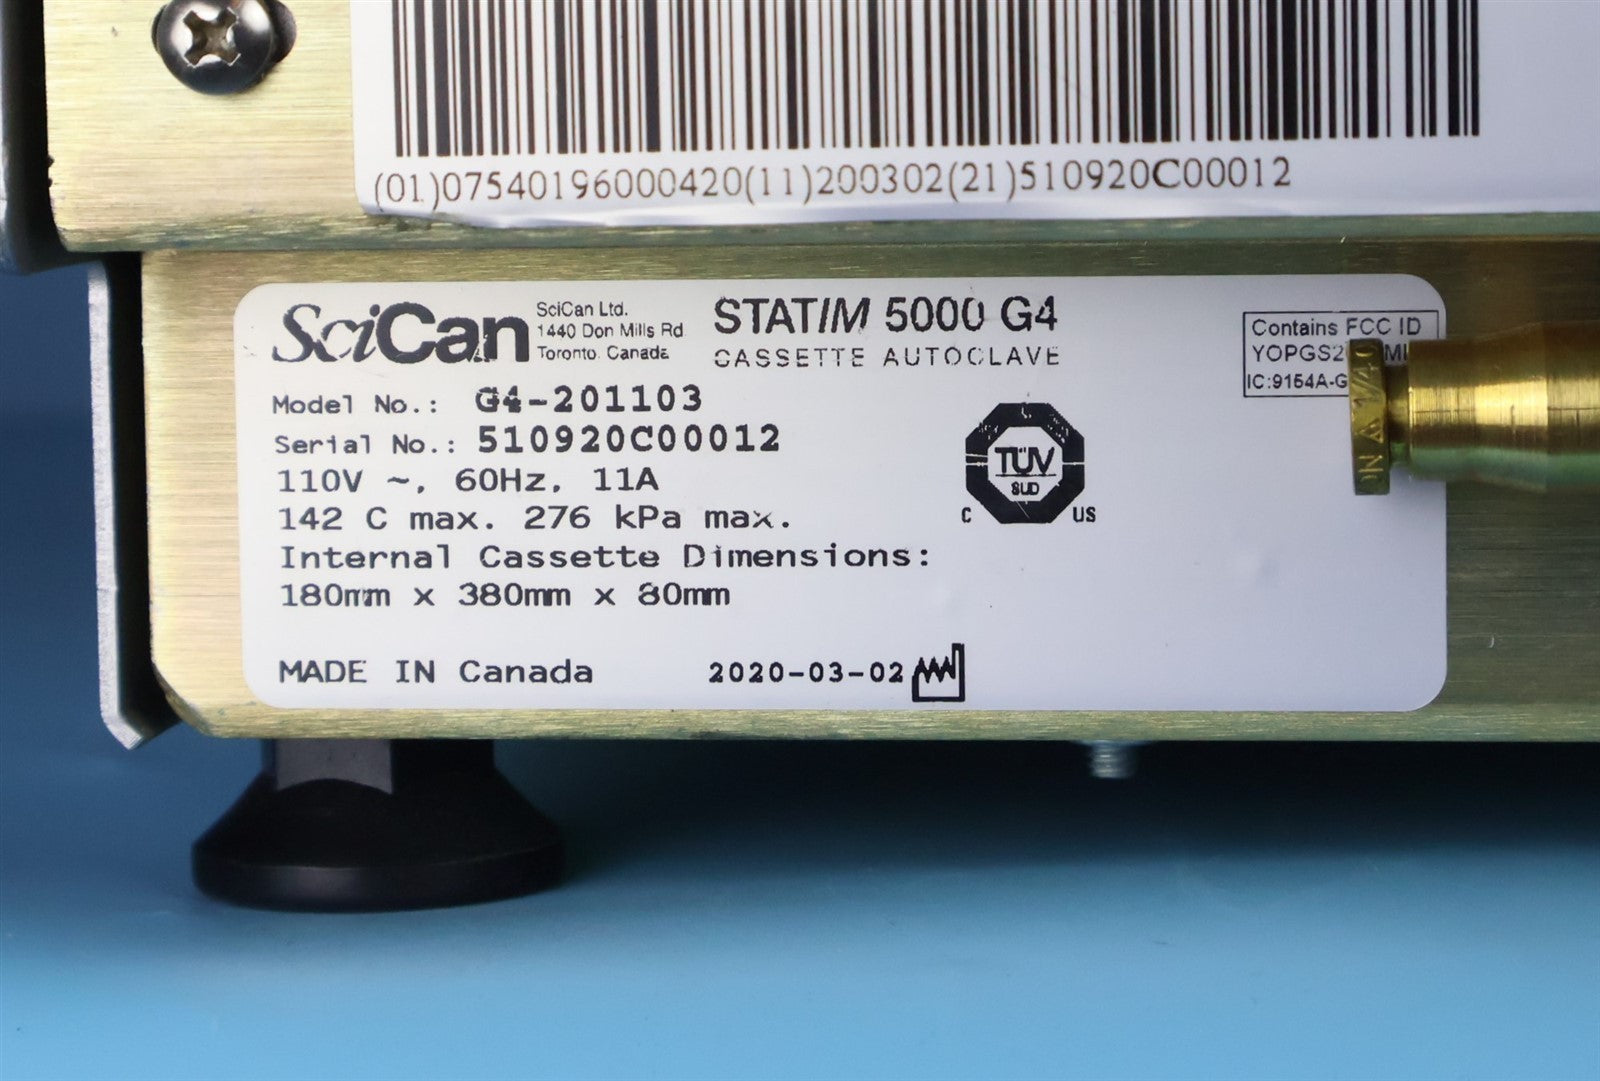 (01)07540196000420(11)200302(21)510920C00012
SciCan
SciCan Ltd.
1440 Don Mills Rd.
Toronto, Canada
STATIM 5000 G4
CASSETTE AUTOCLAVE
Contains FCC ID
Model No.: G4-201103
Serial No.: 510920C00012
110V ~, 60Hz, 11A
142 C max. 276 kPa max.
Internal Cassette Dimensions:
180mm x 380mm x 80mm
TÜV
SUD
C US
MADE IN Canada
2020-03-02